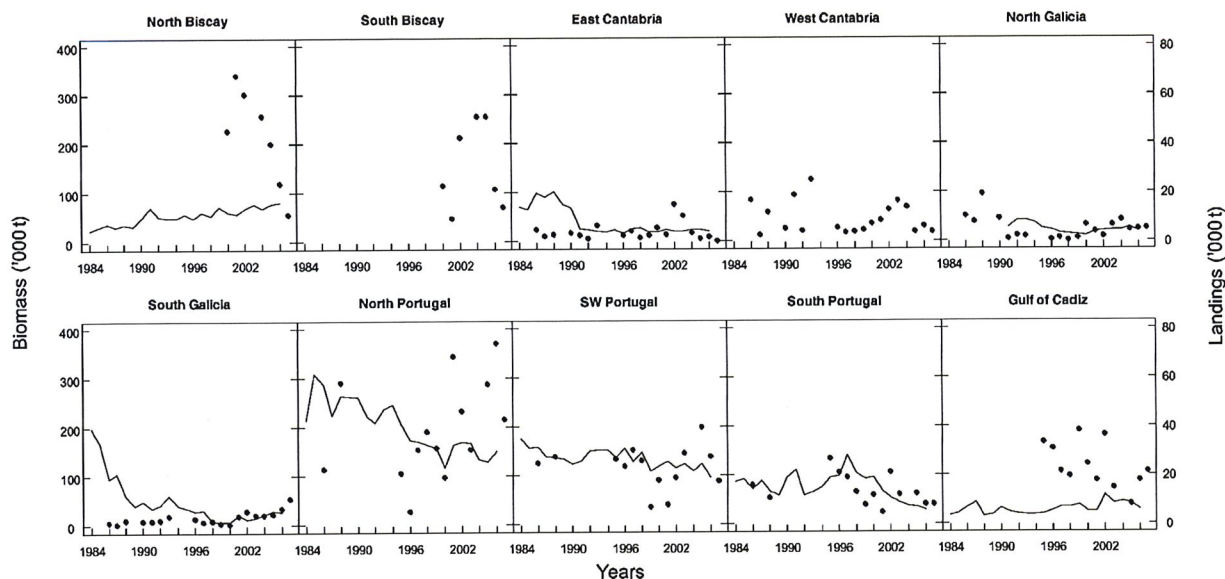 North Biscay South Biscay East Cantabria West Cantabria North Galicia
400
300
200
100
0
80
60
40
20
0
1984 1990 1996 2002 1984 1990 1996 2002 1984 1990 1996 2002 1984 1990 1996 2002 1984 1990 1996 2002
South Galicia North Portugal SW Portugal South Portugal Gulf of Cadiz
400
300
200
100
0
80
60
40
20
0
1984 1990 1996 2002 1984 1990 1996 2002 1984 1990 1996 2002 1984 1990 1996 2002 1984 1990 1996 2002
Biomass ('000 t)
Landings ('000 t)
Years